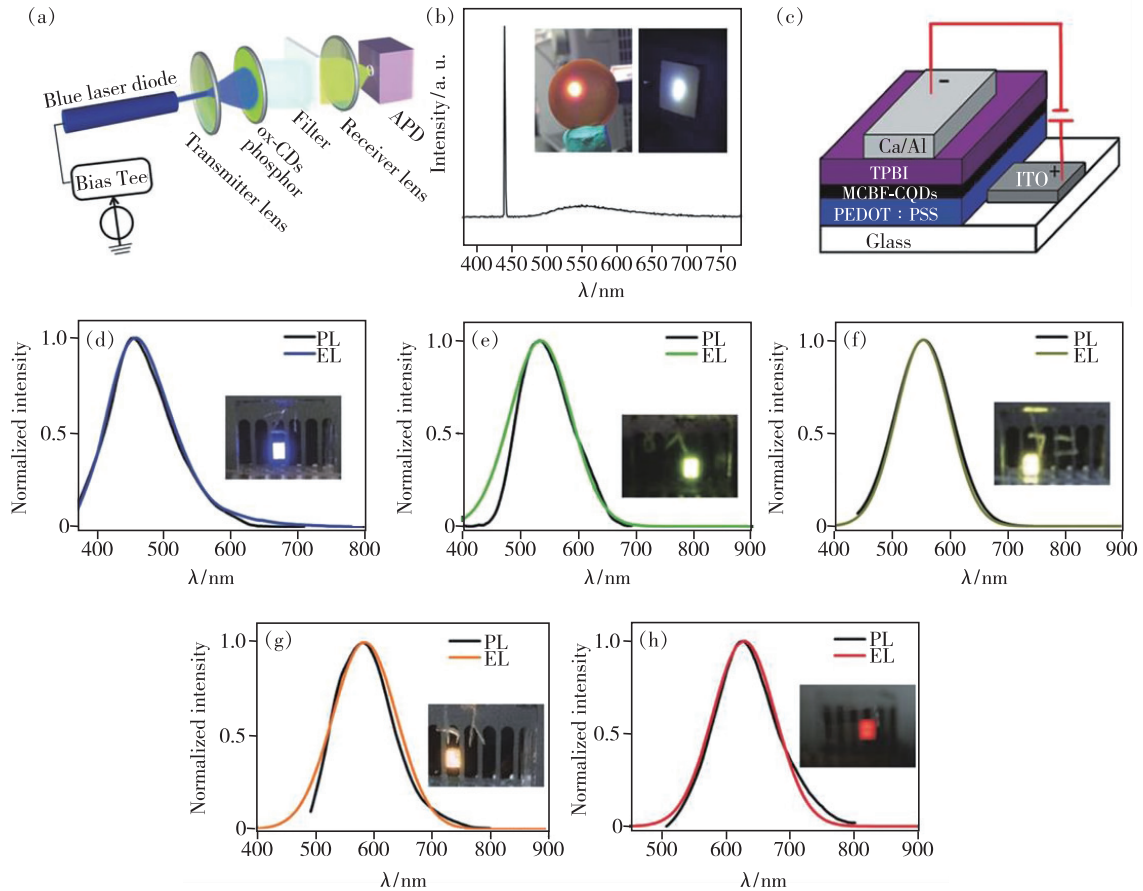 (a)
Blue laser diode
Bias Tee
Transmitter lens
ox-CDs
phosphor
Filter
Receiver lens
APD
(b)
Intensity/a. u.
400 450 500 550 600 650 700 750
λ/nm
(c)
-
Ca/Al
TPBI
MCBF-CQDs
PEDOT：PSS
ITO
+
Glass
(d)
PL
EL
Normalized intensity
1.0
0.5
0
400 500 600 700 800
λ/nm
(e)
PL
EL
Normalized intensity
1.0
0.5
0
400 500 600 700 800 900
λ/nm
(f)
PL
EL
Normalized intensity
1.0
0.5
0
400 500 600 700 800 900
λ/nm
(g)
PL
EL
Normalized intensity
1.0
0.5
0
400 500 600 700 800 900
λ/nm
(h)
PL
EL
Normalized intensity
1.0
0.5
0
500 600 700 800 900
λ/nm